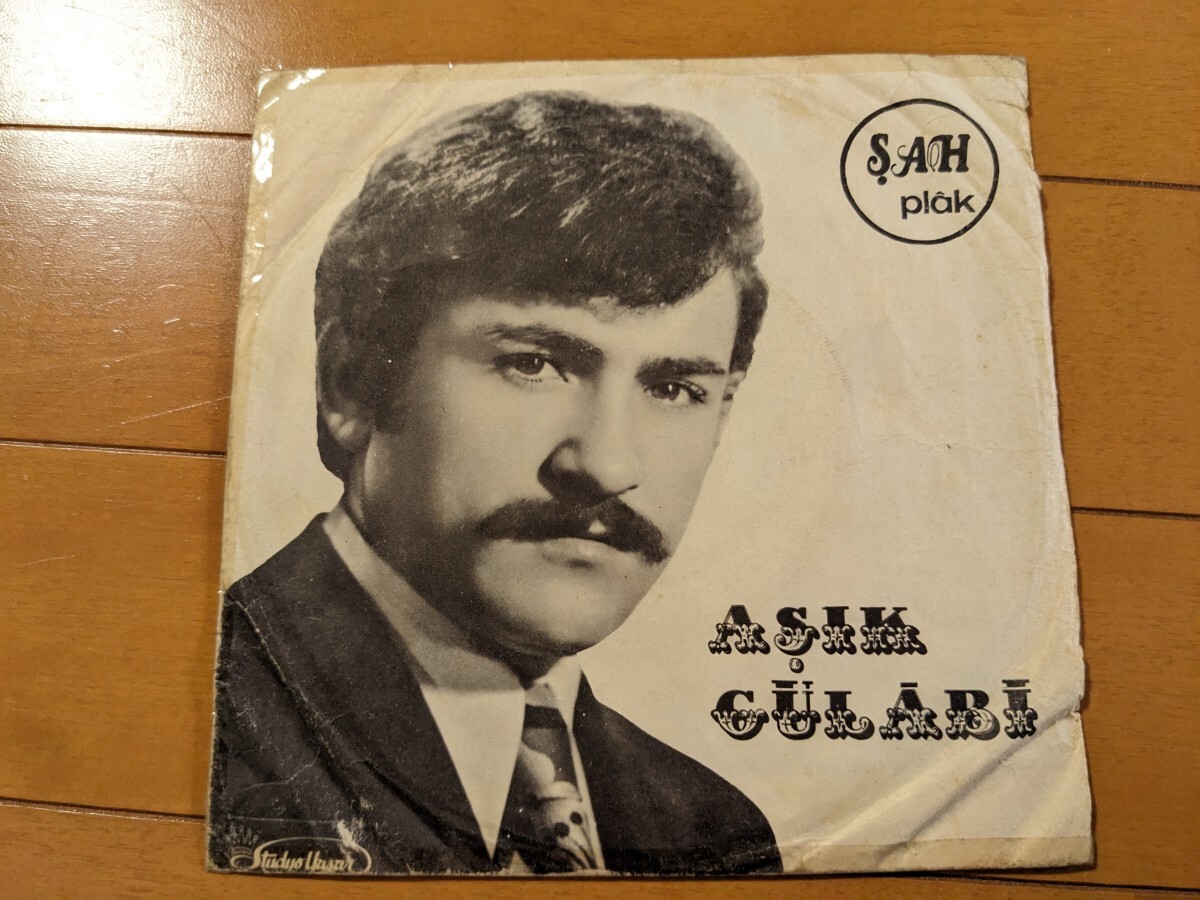 ŞAH
plâk
AŞIK
GÜLÂBİ
Stüdyo Yaşar